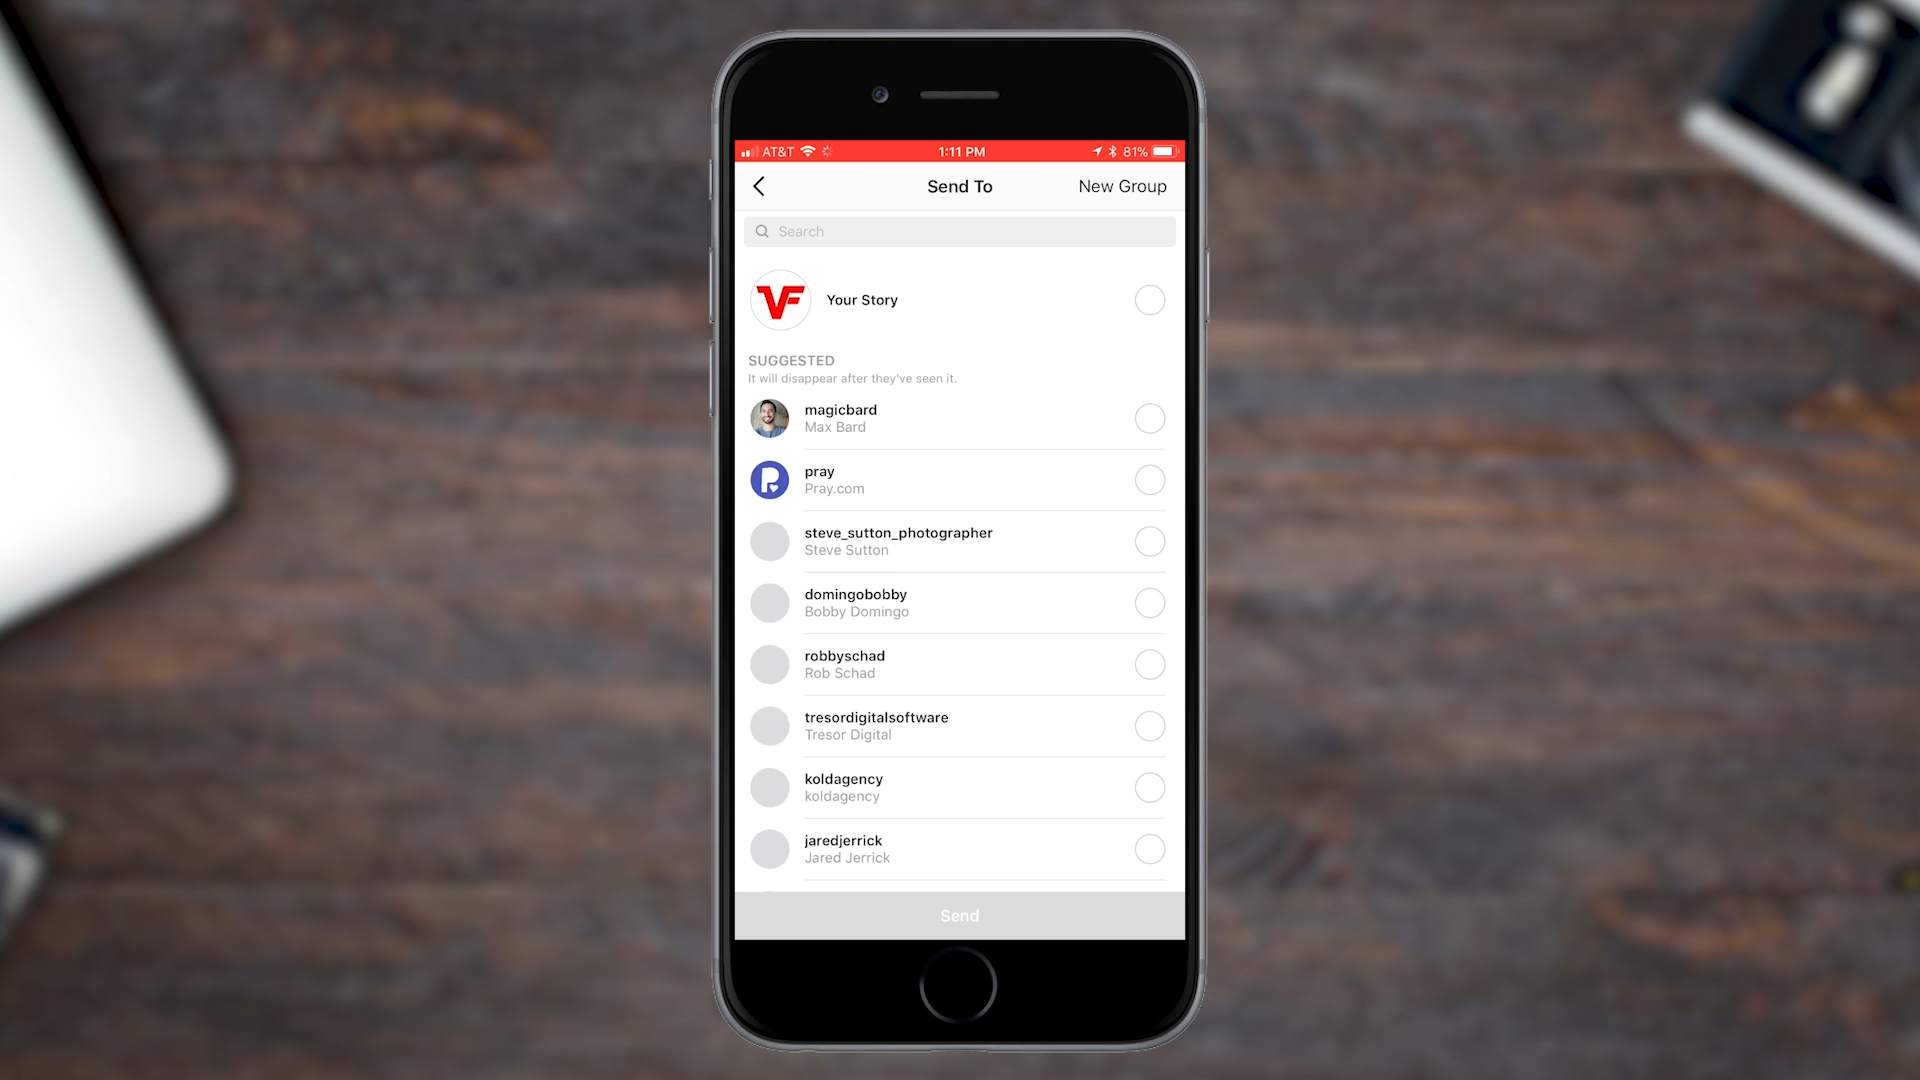 AT&T 1:11 PM 81%
Send To New Group
Search
VF Your Story
SUGGESTED
It will disappear after they've seen it.
magicbard
Max Bard
pray
Pray.com
steve_sutton_photographer
Steve Sutton
domingobobby
Bobby Domingo
robbyschad
Rob Schad
tresordigitalsoftware
Tresor Digital
koldagency
koldagency
jaredjerrick
Jared Jerrick
Send